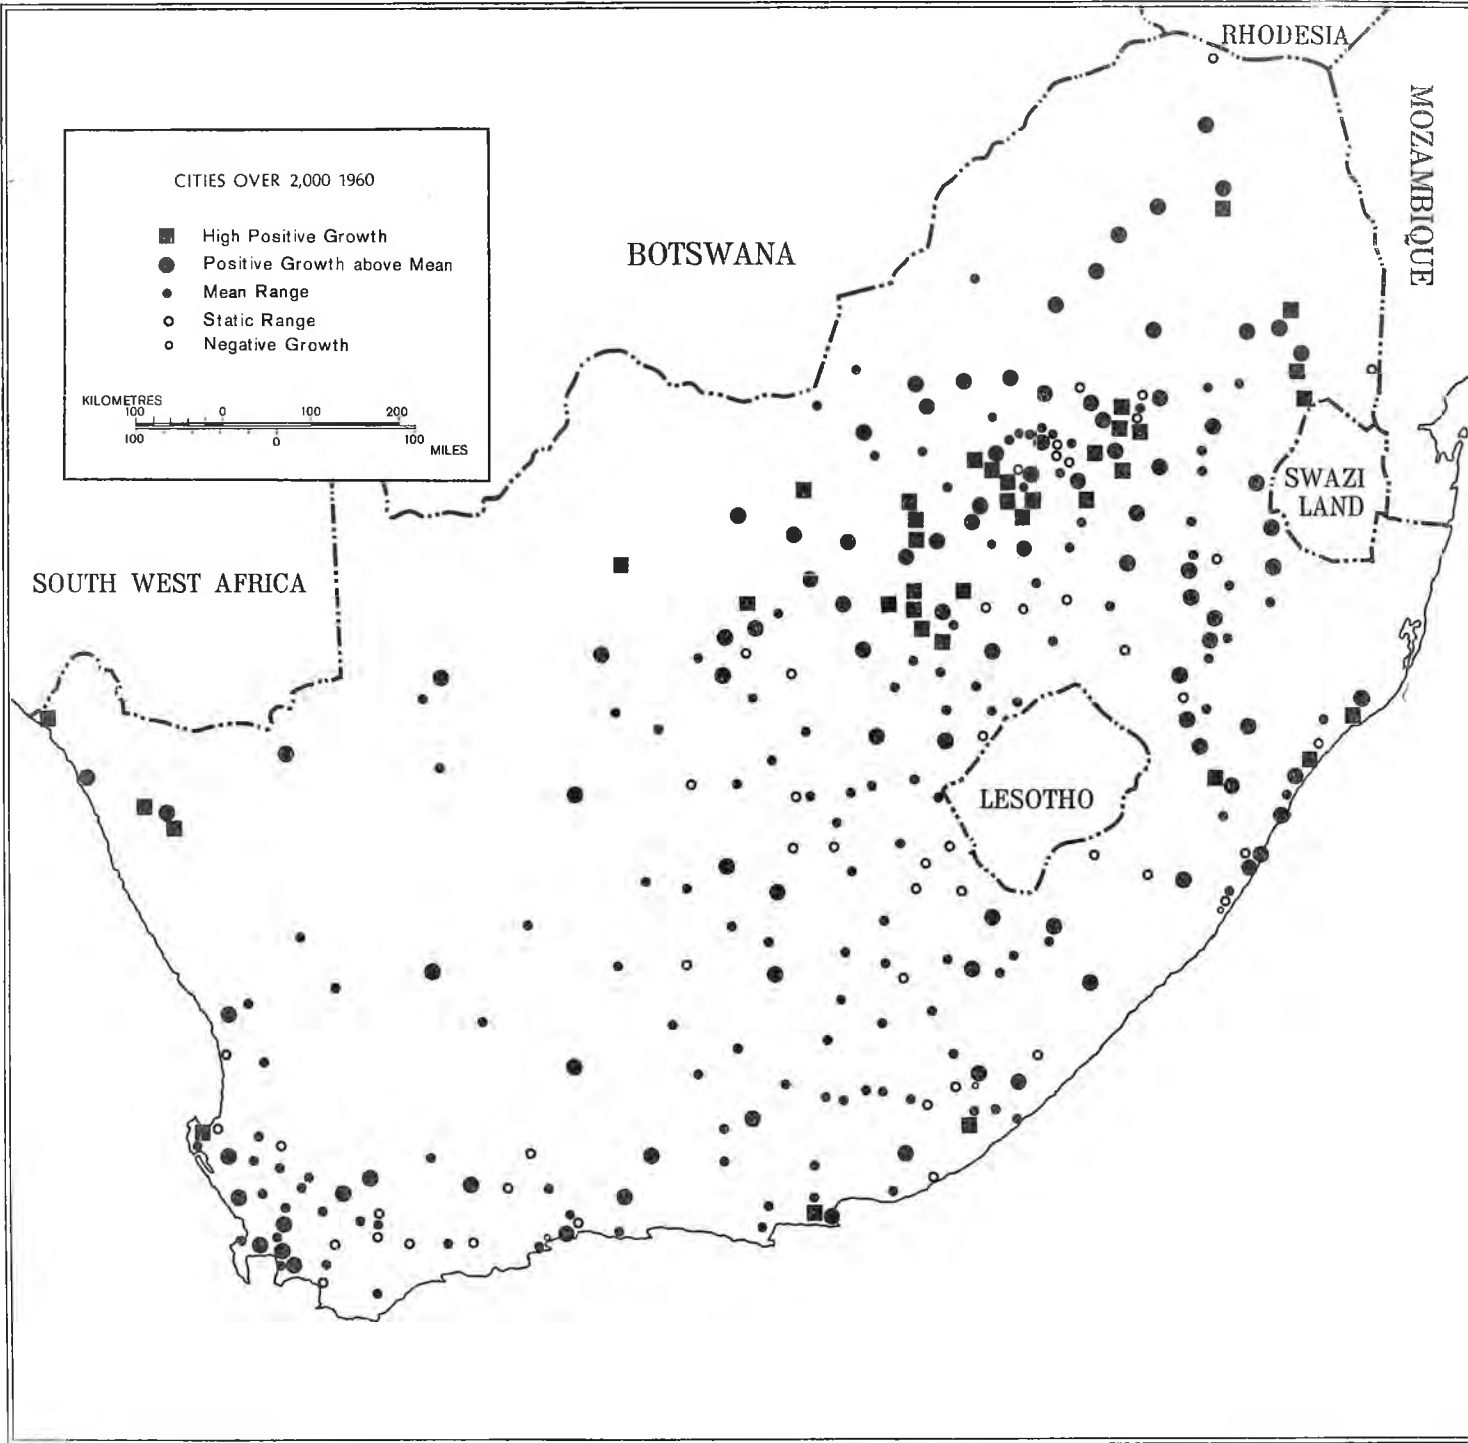 RHODESIA
MOZAMBIQUE
CITIES OVER 2,000 1960
High Positive Growth
Positive Growth above Mean
Mean Range
Static Range
Negative Growth
KILOMETRES
100 0 100 200
100 0 100
MILES
BOTSWANA
SWAZI
LAND
SOUTH WEST AFRICA
LESOTHO